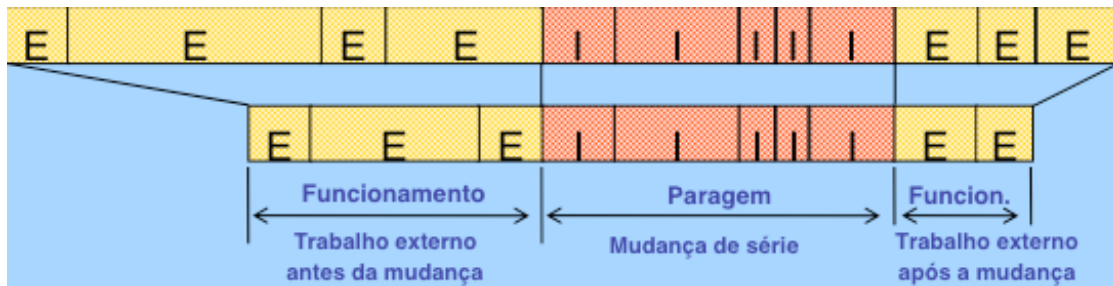 E E E E I I I I I E E E
E E E I I I I I E E
Funcionamento Paragem Funcion.
Trabalho externo Mudança de série Trabalho externo
antes da mudança após a mudança